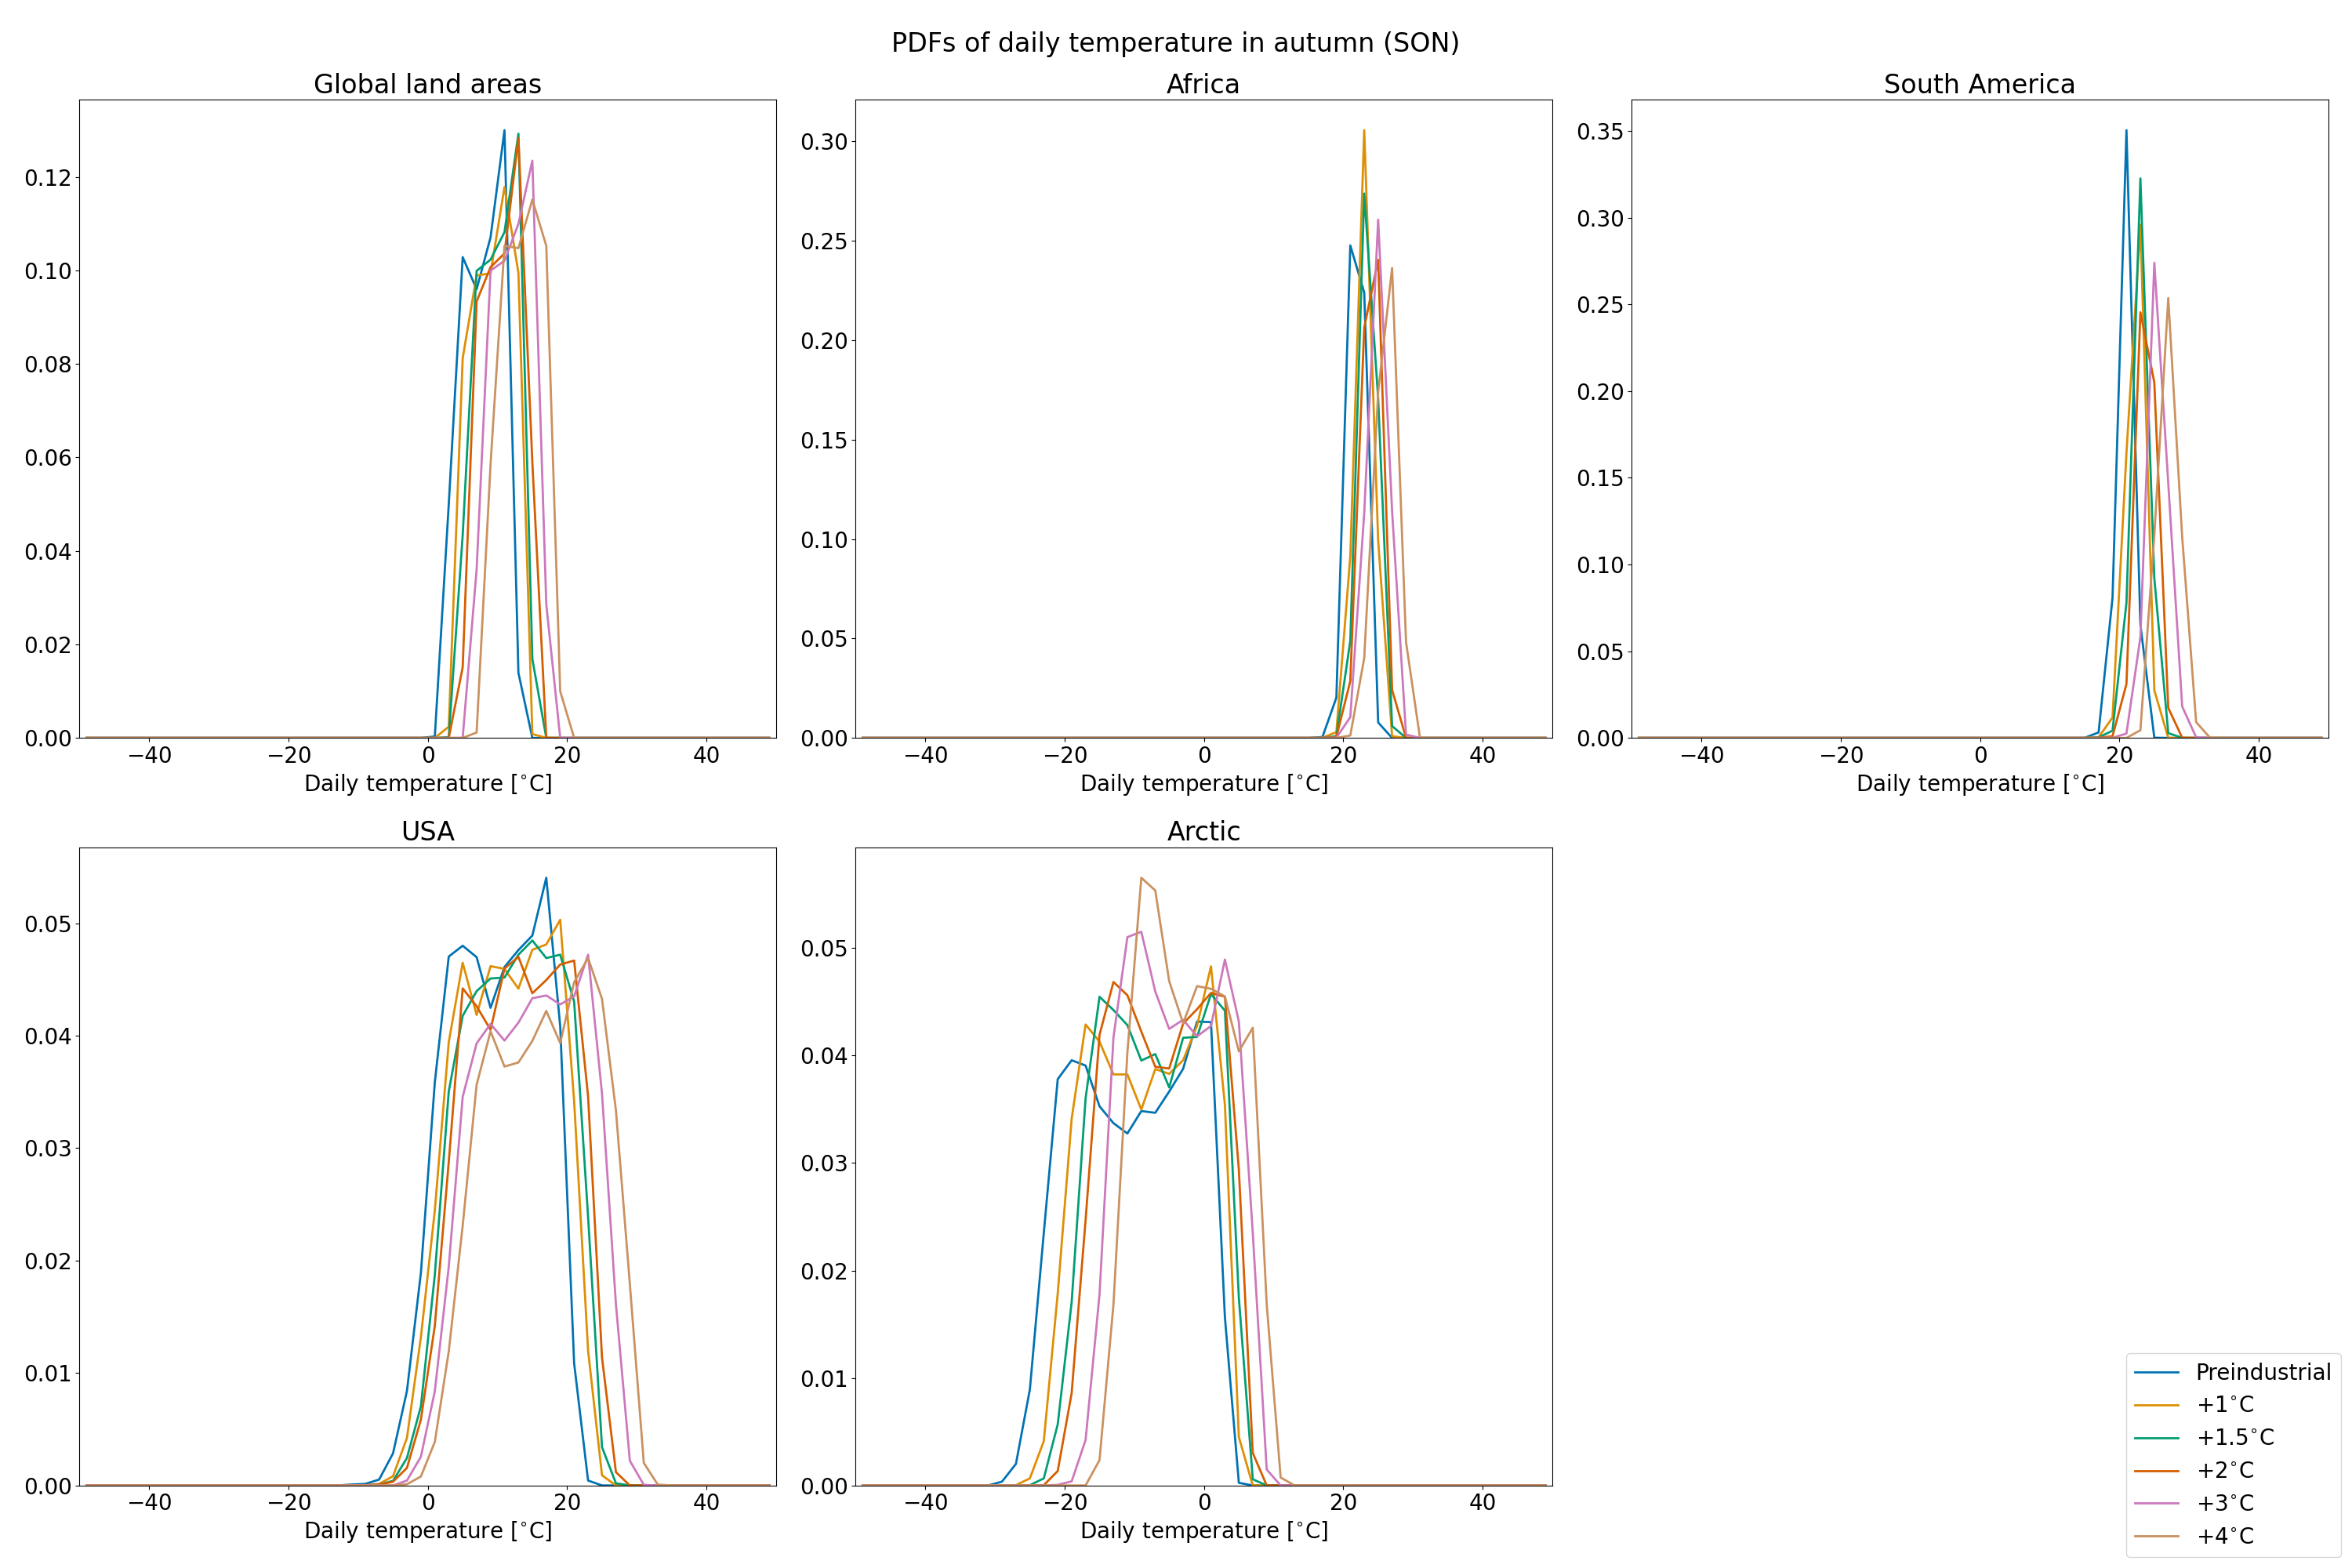 PDFs of daily temperature in autumn (SON)
Global land areas
0.12
0.10
0.08
0.06
0.04
0.02
0.00
−40 −20 0 20 40
Daily temperature [°C]
Africa
0.30
0.25
0.20
0.15
0.10
0.05
0.00
−40 −20 0 20 40
Daily temperature [°C]
South America
0.35
0.30
0.25
0.20
0.15
0.10
0.05
0.00
−40 −20 0 20 40
Daily temperature [°C]
USA
0.05
0.04
0.03
0.02
0.01
0.00
−40 −20 0 20 40
Daily temperature [°C]
Arctic
0.05
0.04
0.03
0.02
0.01
0.00
−40 −20 0 20 40
Daily temperature [°C]
Preindustrial
+1°C
+1.5°C
+2°C
+3°C
+4°C